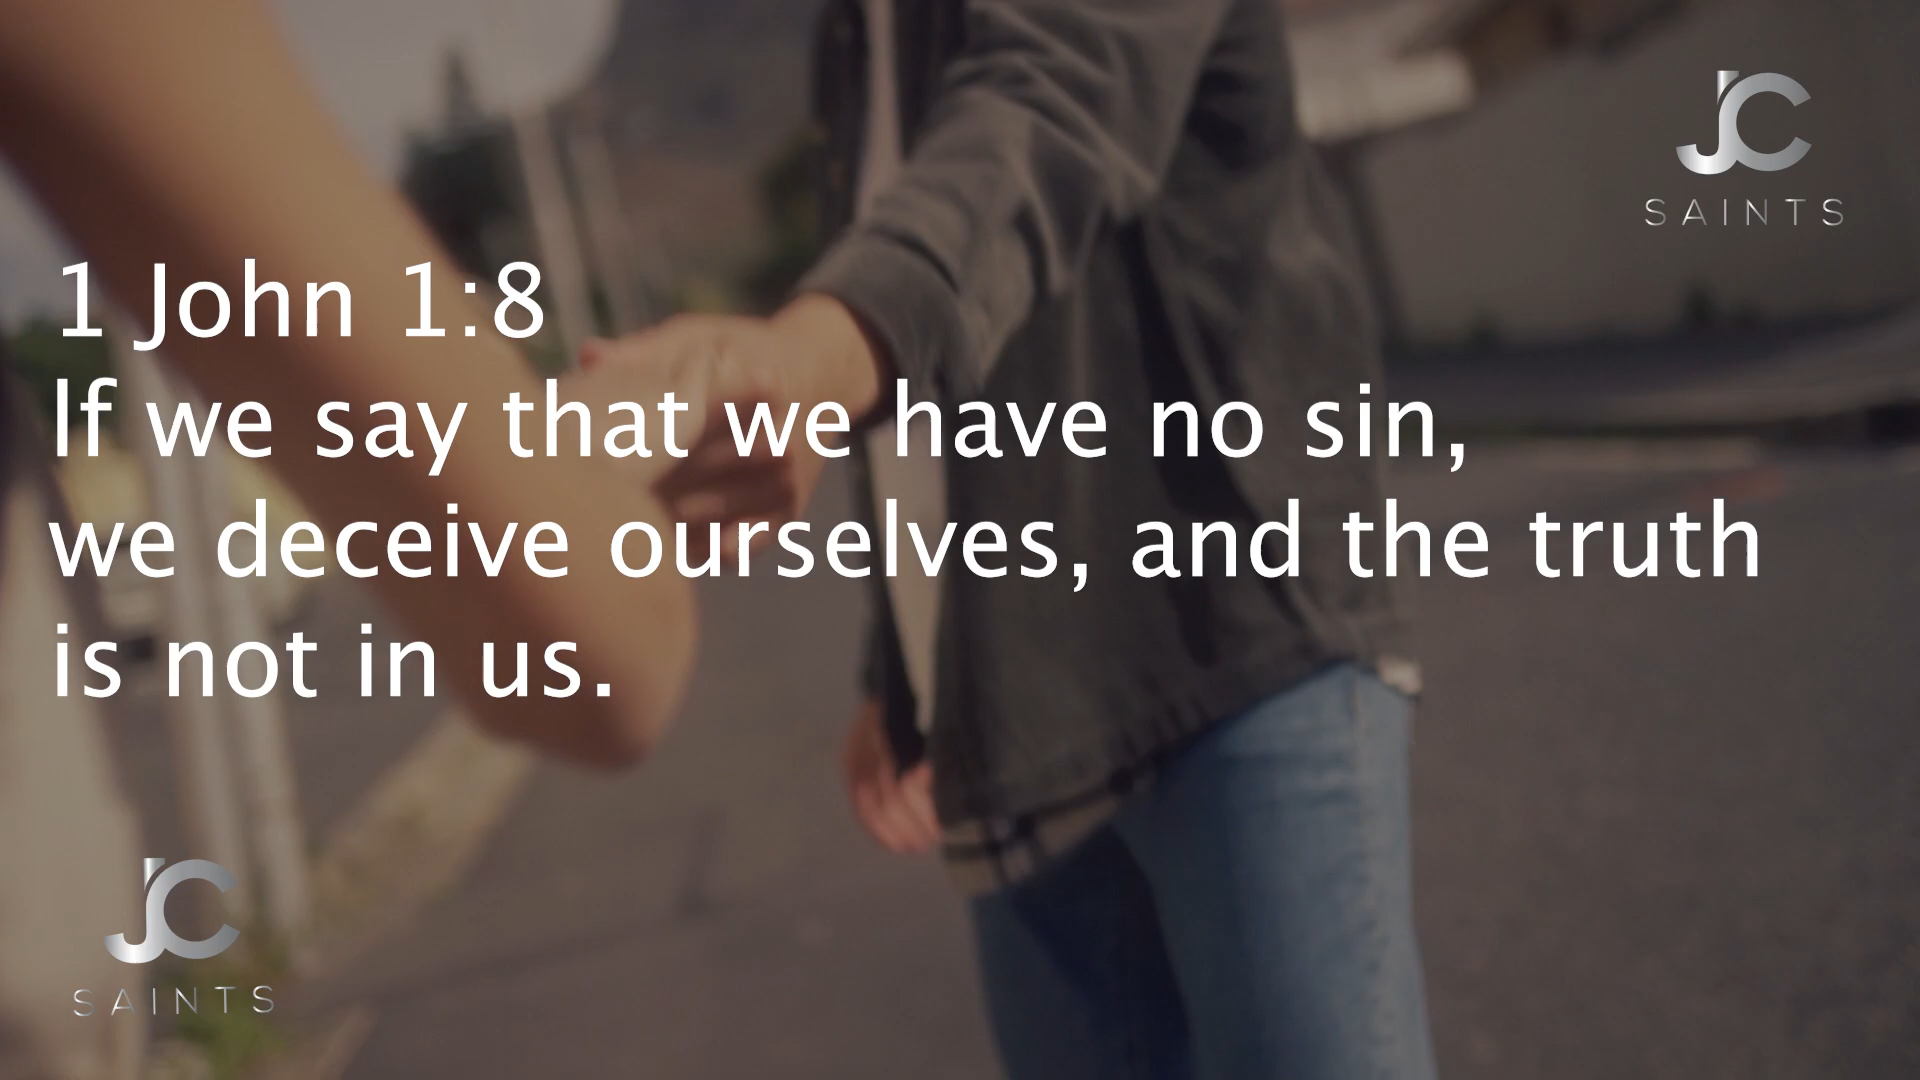 JC
SAINTS
1 John 1:8
If we say that we have no sin,
we deceive ourselves, and the truth
is not in us.
JC
SAINTS